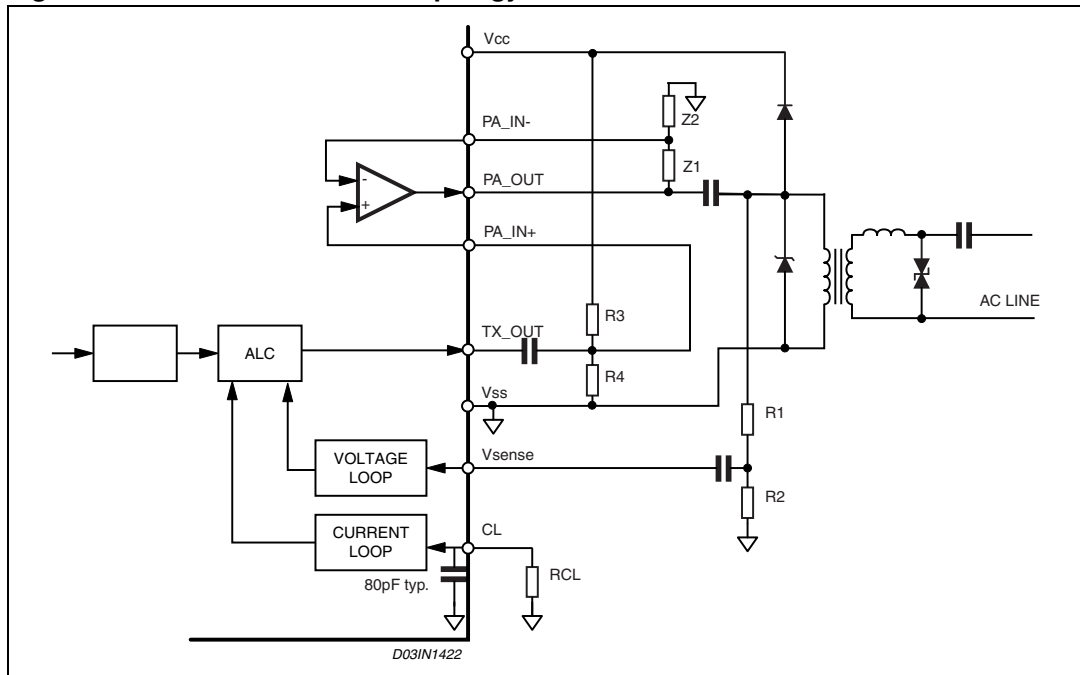 Vcc
PA_IN-
Z2
Z1
-
PA_OUT
+
PA_IN+
AC LINE
R3
TX_OUT
ALC
R4
Vss
R1
VOLTAGE
LOOP
Vsense
R2
CL
CURRENT
LOOP
RCL
80pF typ.
D03IN1422